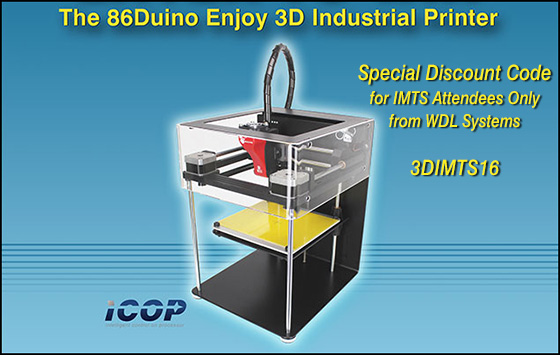 The 86Duino Enjoy 3D Industrial Printer
Special Discount Code
for IMTS Attendees Only
from WDL Systems
3DIMTS16
iCOP